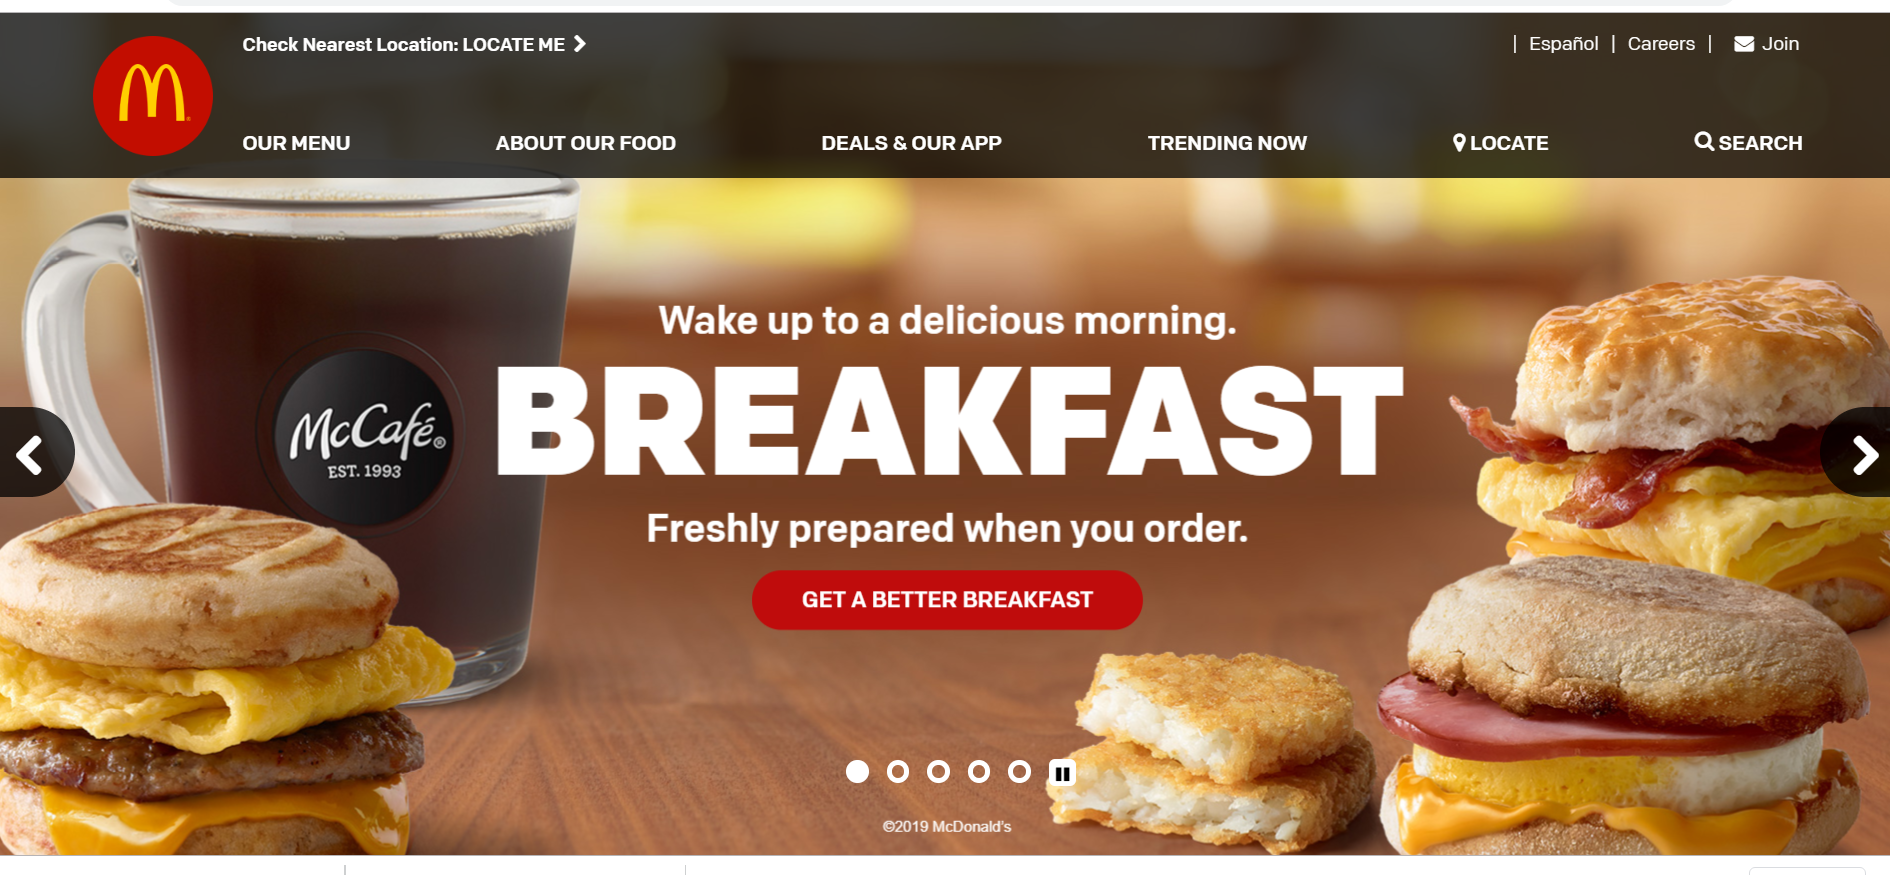 Check Nearest Location: LOCATE ME
| Español | Careers | Join
OUR MENU
ABOUT OUR FOOD
DEALS & OUR APP
TRENDING NOW
LOCATE
SEARCH
Wake up to a delicious morning.
BREAKFAST
McCafé®
EST. 1993
Freshly prepared when you order.
GET A BETTER BREAKFAST
©2019 McDonald's